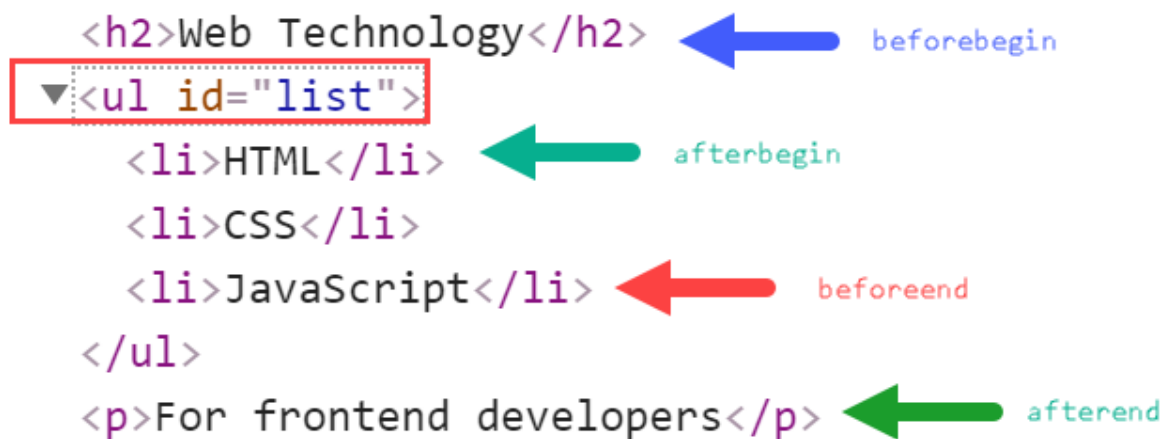 <h2>Web Technology</h2> beforebegin
▼<ul id="list">
<li>HTML</li> afterbegin
<li>CSS</li>
<li>JavaScript</li> beforeend
</ul>
<p>For frontend developers</p> afterend